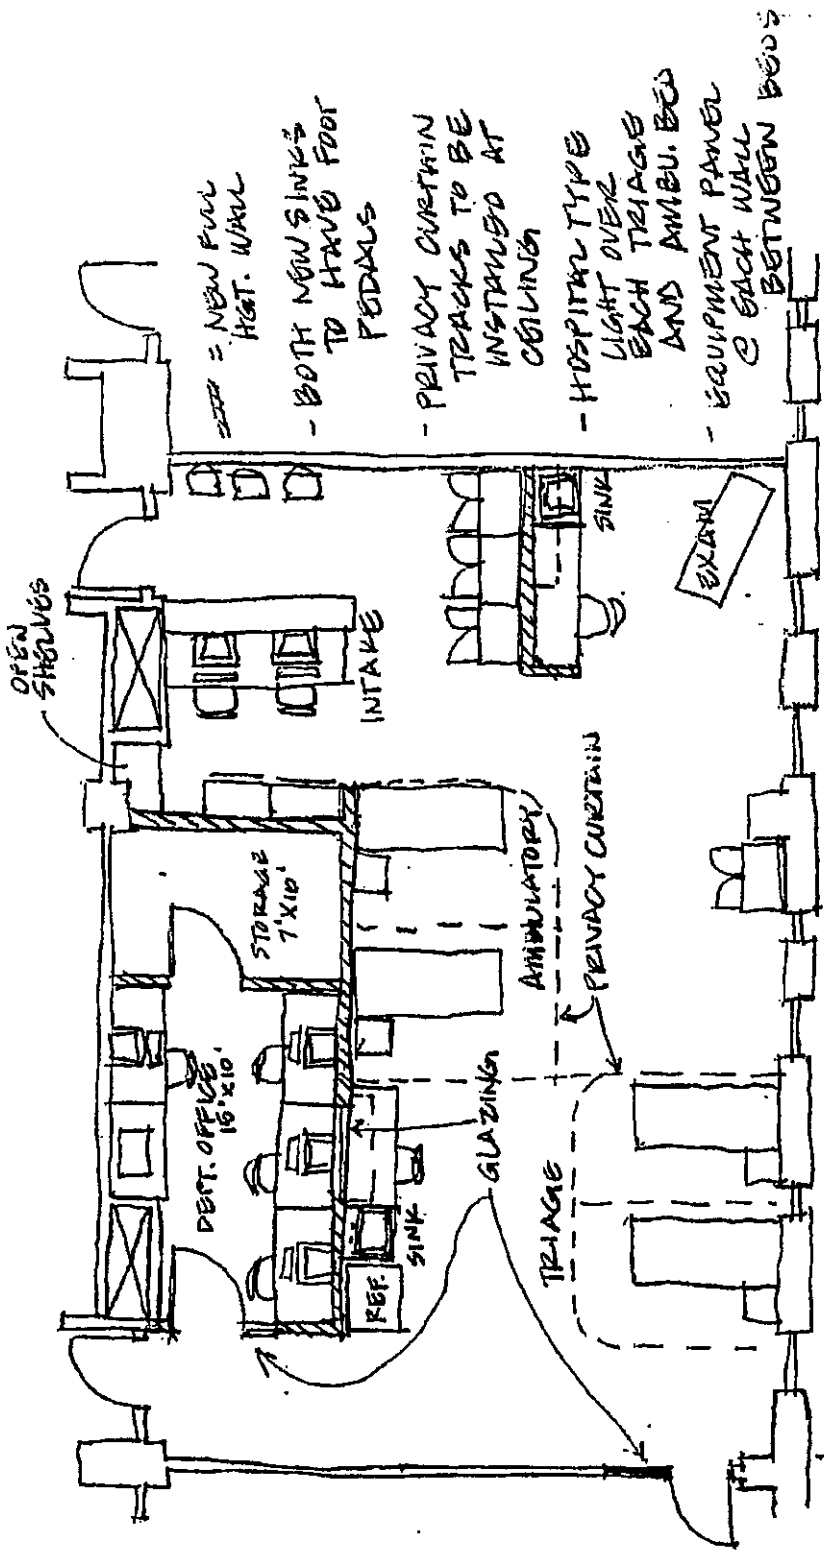 OPEN
SHELVES
DEPT. OFFICE
15'X10'
STORAGE
7'X10'
INTAKE
REF.
SINK
GLAZING
AMBULATORY
PRIVACY CURTAIN
TRIAGE
SINK
EXAM
= NEW FULL
HGT. WALL
- BOTH NEW SINKS
TO HAVE FOOT
PEDALS
- PRIVACY CURTAIN
TRACKS TO BE
INSTALLED AT
CEILING
- HOSPITAL TYPE
LIGHT OVER
EACH TRIAGE
AND AMBU. BED
- EQUIPMENT PANEL
@ EACH WALL
BETWEEN BEDS